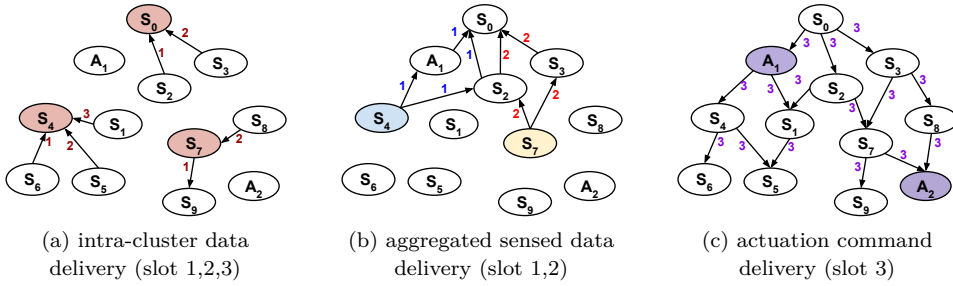 S0
2
1
A1
S3
S2
S4
3
S1
1
2
S7
S8
2
1
S6
S5
S9
A2
(a) intra-cluster data
delivery (slot 1,2,3)
S0
1
1
2
2
A1
S3
S2
1
1
2
2
S4
S1
S7
S8
S6
S5
S9
A2
(b) aggregated sensed data
delivery (slot 1,2)
S0
3
3
3
A1
S3
S2
3
3
3
3
3
S4
S1
S8
S7
3
3
3
3
3
3
S6
S5
S9
A2
(c) actuation command
delivery (slot 3)